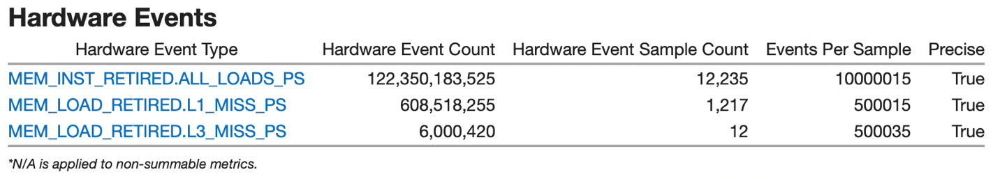 Hardware Events
Hardware Event Type Hardware Event Count Hardware Event Sample Count Events Per Sample Precise
MEM_INST_RETIRED.ALL_LOADS_PS 122,350,183,525 12,235 10000015 True
MEM_LOAD_RETIRED.L1_MISS_PS 608,518,255 1,217 500015 True
MEM_LOAD_RETIRED.L3_MISS_PS 6,000,420 12 500035 True
*N/A is applied to non-summable metrics.